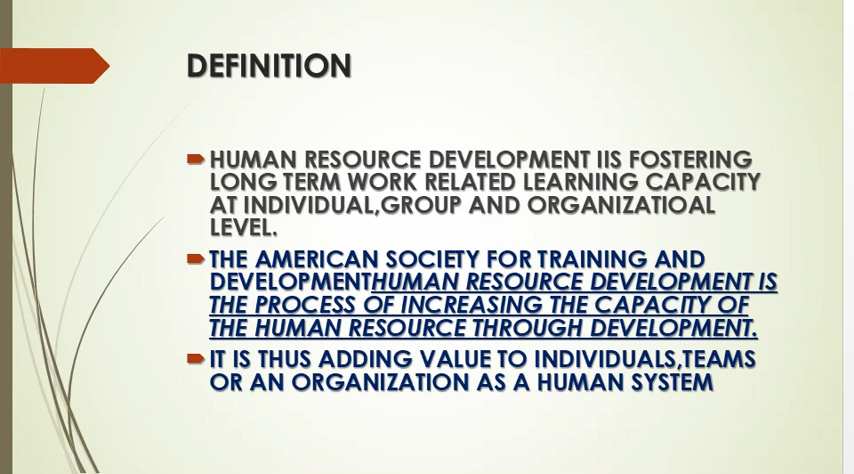 DEFINITION
HUMAN RESOURCE DEVELOPMENT IIS FOSTERING
LONG TERM WORK RELATED LEARNING CAPACITY
AT INDIVIDUAL,GROUP AND ORGANIZATIOAL
LEVEL.
THE AMERICAN SOCIETY FOR TRAINING AND
DEVELOPMENTHUMAN RESOURCE DEVELOPMENT IS
THE PROCESS OF INCREASING THE CAPACITY OF
THE HUMAN RESOURCE THROUGH DEVELOPMENT.
IT IS THUS ADDING VALUE TO INDIVIDUALS,TEAMS
OR AN ORGANIZATION AS A HUMAN SYSTEM